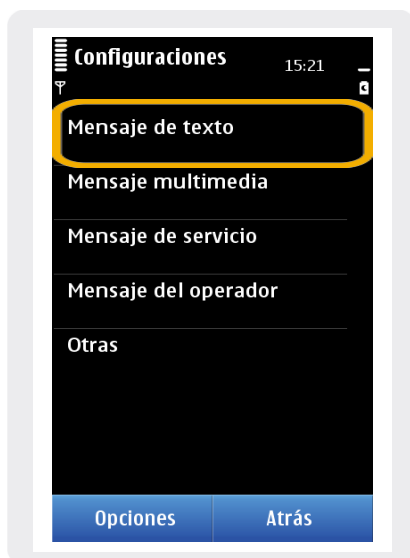 Configuraciones
15:21
Mensaje de texto
Mensaje multimedia
Mensaje de servicio
Mensaje del operador
Otras
Opciones
Atrás